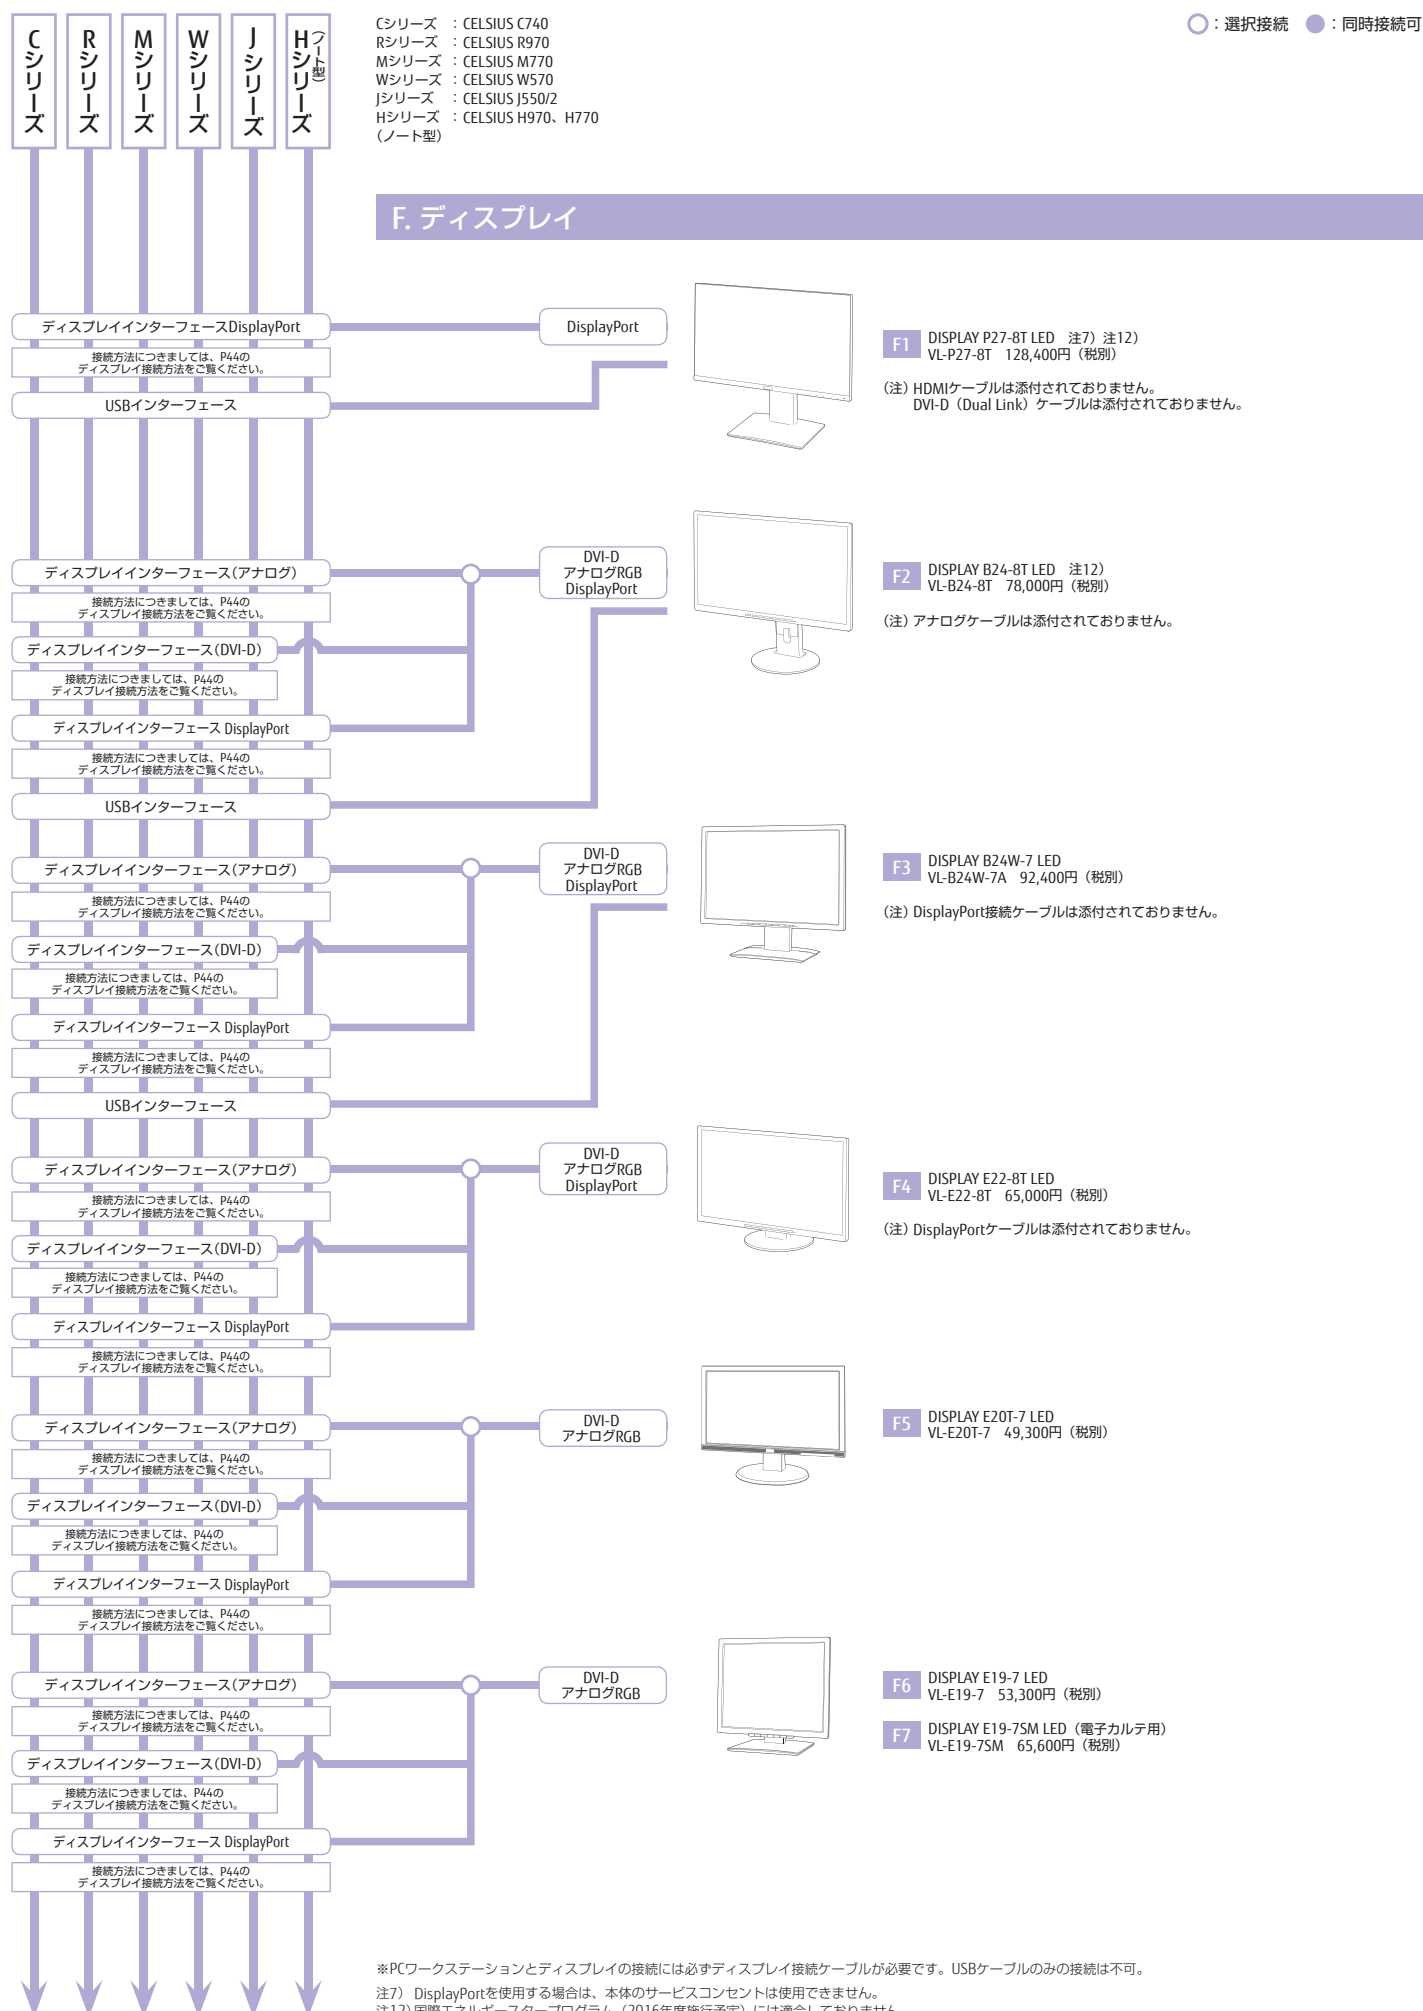 Cシリーズ
Rシリーズ
Mシリーズ
Wシリーズ
Jシリーズ
Hシリーズ
（ノート型）
Cシリーズ ：CELSIUS C740
Rシリーズ ：CELSIUS R970
Mシリーズ ：CELSIUS M770
Wシリーズ ：CELSIUS W570
Jシリーズ ：CELSIUS J550/2
Hシリーズ ：CELSIUS H970、H770
（ノート型）
：選択接続 ：同時接続可
F. ディスプレイ
ディスプレイインターフェースDisplayPort
接続方法につきましては、P44の
ディスプレイ接続方法をご覧ください。
USBインターフェース
DisplayPort
F1 DISPLAY P27-8T LED 注7）注12）
VL-P27-8T 128,400円（税別）
（注）HDMIケーブルは添付されておりません。
DVI-D（Dual Link）ケーブルは添付されておりません。
ディスプレイインターフェース（アナログ）
接続方法につきましては、P44の
ディスプレイ接続方法をご覧ください。
ディスプレイインターフェース（DVI-D）
接続方法につきましては、P44の
ディスプレイ接続方法をご覧ください。
ディスプレイインターフェース DisplayPort
接続方法につきましては、P44の
ディスプレイ接続方法をご覧ください。
USBインターフェース
DVI-D
アナログRGB
DisplayPort
F2 DISPLAY B24-8T LED 注12）
VL-B24-8T 78,000円（税別）
（注）アナログケーブルは添付されておりません。
ディスプレイインターフェース（アナログ）
接続方法につきましては、P44の
ディスプレイ接続方法をご覧ください。
ディスプレイインターフェース（DVI-D）
接続方法につきましては、P44の
ディスプレイ接続方法をご覧ください。
ディスプレイインターフェース DisplayPort
接続方法につきましては、P44の
ディスプレイ接続方法をご覧ください。
USBインターフェース
DVI-D
アナログRGB
DisplayPort
F3 DISPLAY B24W-7 LED
VL-B24W-7A 92,400円（税別）
（注）DisplayPort接続ケーブルは添付されておりません。
ディスプレイインターフェース（アナログ）
接続方法につきましては、P44の
ディスプレイ接続方法をご覧ください。
ディスプレイインターフェース（DVI-D）
接続方法につきましては、P44の
ディスプレイ接続方法をご覧ください。
ディスプレイインターフェース DisplayPort
接続方法につきましては、P44の
ディスプレイ接続方法をご覧ください。
DVI-D
アナログRGB
DisplayPort
F4 DISPLAY E22-8T LED
VL-E22-8T 65,000円（税別）
（注）DisplayPortケーブルは添付されておりません。
ディスプレイインターフェース（アナログ）
接続方法につきましては、P44の
ディスプレイ接続方法をご覧ください。
ディスプレイインターフェース（DVI-D）
接続方法につきましては、P44の
ディスプレイ接続方法をご覧ください。
ディスプレイインターフェース DisplayPort
接続方法につきましては、P44の
ディスプレイ接続方法をご覧ください。
DVI-D
アナログRGB
F5 DISPLAY E20T-7 LED
VL-E20T-7 49,300円（税別）
ディスプレイインターフェース（アナログ）
接続方法につきましては、P44の
ディスプレイ接続方法をご覧ください。
ディスプレイインターフェース（DVI-D）
接続方法につきましては、P44の
ディスプレイ接続方法をご覧ください。
ディスプレイインターフェース DisplayPort
接続方法につきましては、P44の
ディスプレイ接続方法をご覧ください。
DVI-D
アナログRGB
F6 DISPLAY E19-7 LED
VL-E19-7 53,300円（税別）
F7 DISPLAY E19-7SM LED（電子カルテ用）
VL-E19-7SM 65,600円（税別）
※PCワークステーションとディスプレイの接続には必ずディスプレイ接続ケーブルが必要です。USBケーブルのみの接続は不可。
注7） DisplayPortを使用する場合は、本体のサービスコンセントは使用できません。
注12）国際エネルギースタープログラム（2016年度施行予定）には適合しておりません